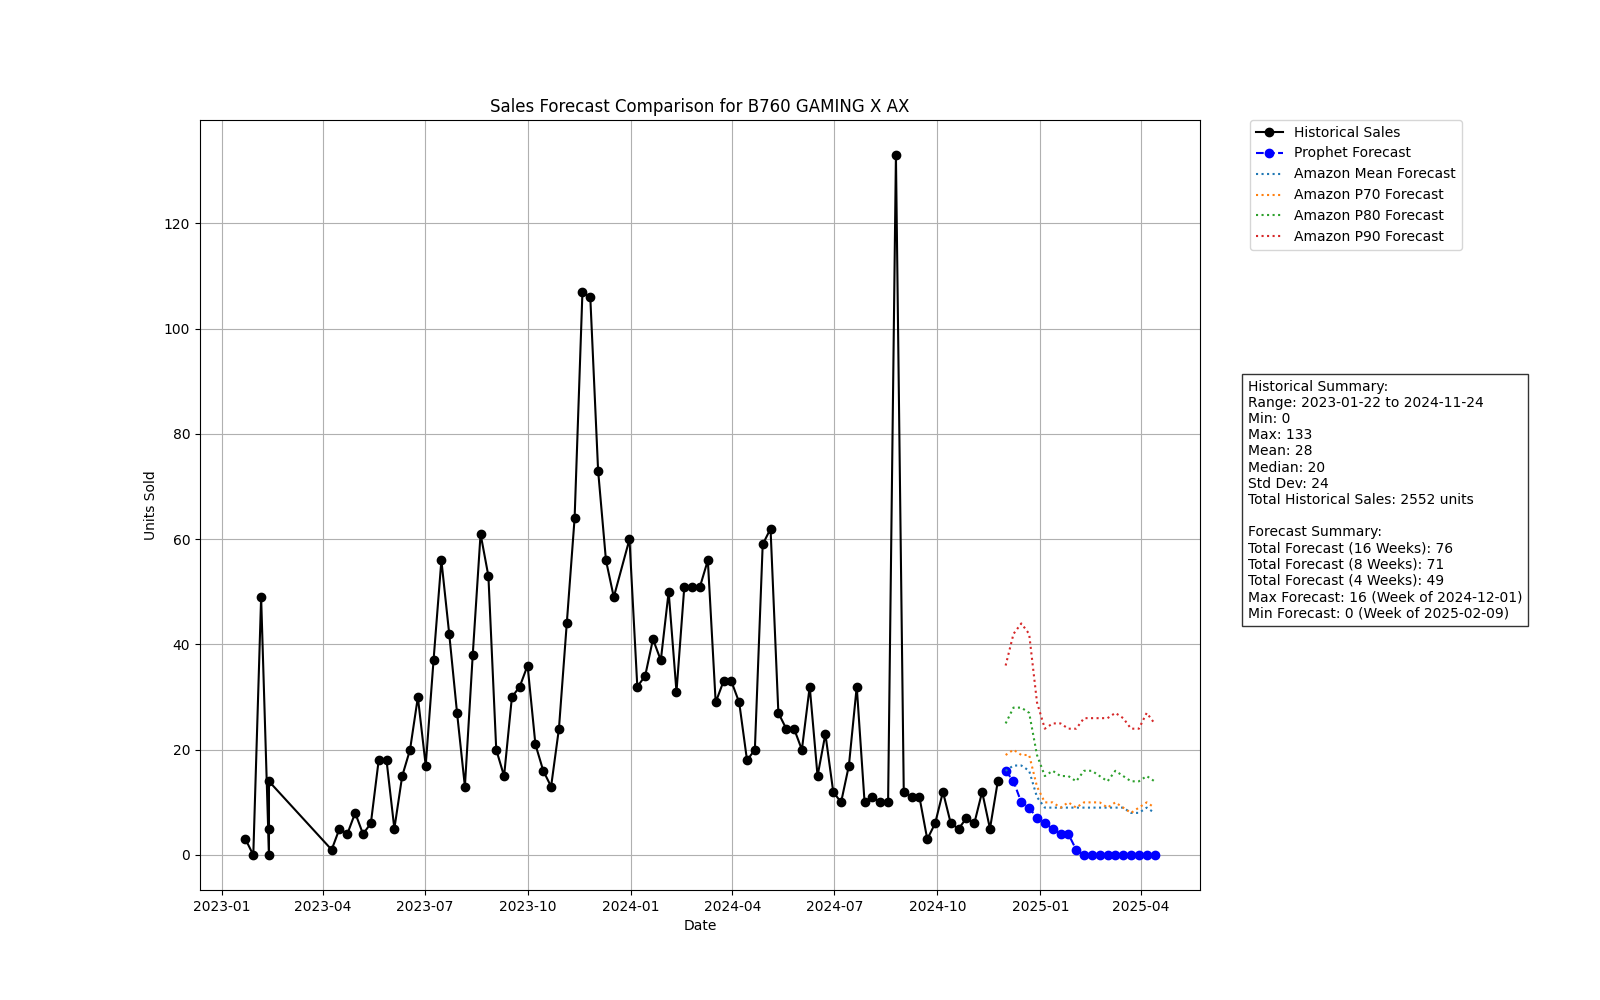 Sales Forecast Comparison for B760 GAMING X AX
Historical Sales
Prophet Forecast
Amazon Mean Forecast
Amazon P70 Forecast
Amazon P80 Forecast
Amazon P90 Forecast
120
100
80
60
40
20
0
Units Sold
2023-01
2023-04
2023-07
2023-10
2024-01
2024-04
2024-07
2024-10
2025-01
2025-04
Date
Historical Summary:
Range: 2023-01-22 to 2024-11-24
Min: 0
Max: 133
Mean: 28
Median: 20
Std Dev: 24
Total Historical Sales: 2552 units
Forecast Summary:
Total Forecast (16 Weeks): 76
Total Forecast (8 Weeks): 71
Total Forecast (4 Weeks): 49
Max Forecast: 16 (Week of 2024-12-01)
Min Forecast: 0 (Week of 2025-02-09)